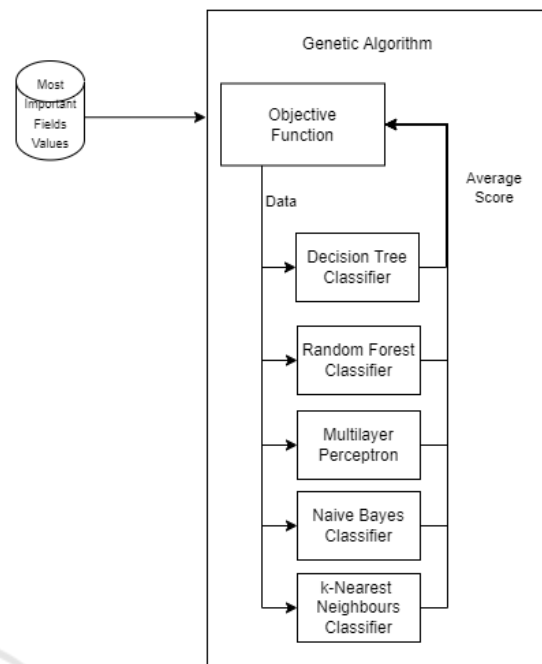 Genetic Algorithm
Most
Important
Fields
Values
Objective
Function
Average
Score
Data
Decision Tree
Classifier
Random Forest
Classifier
Multilayer
Perceptron
Naive Bayes
Classifier
k-Nearest
Neighbours
Classifier